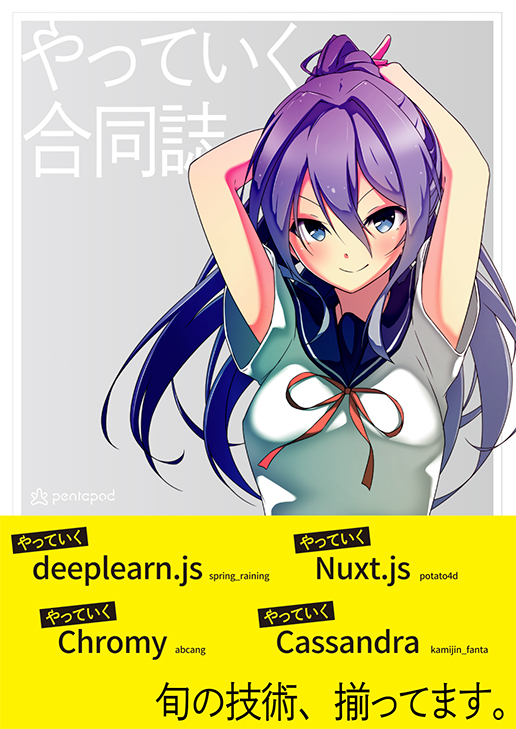 やっていく
合同誌
pentapod
やっていく
deeplearn.js spring_raining
やっていく
Nuxt.js potato4d
やっていく
Chromy abcang
やっていく
Cassandra kamijin_fanta
旬の技術、揃ってます。